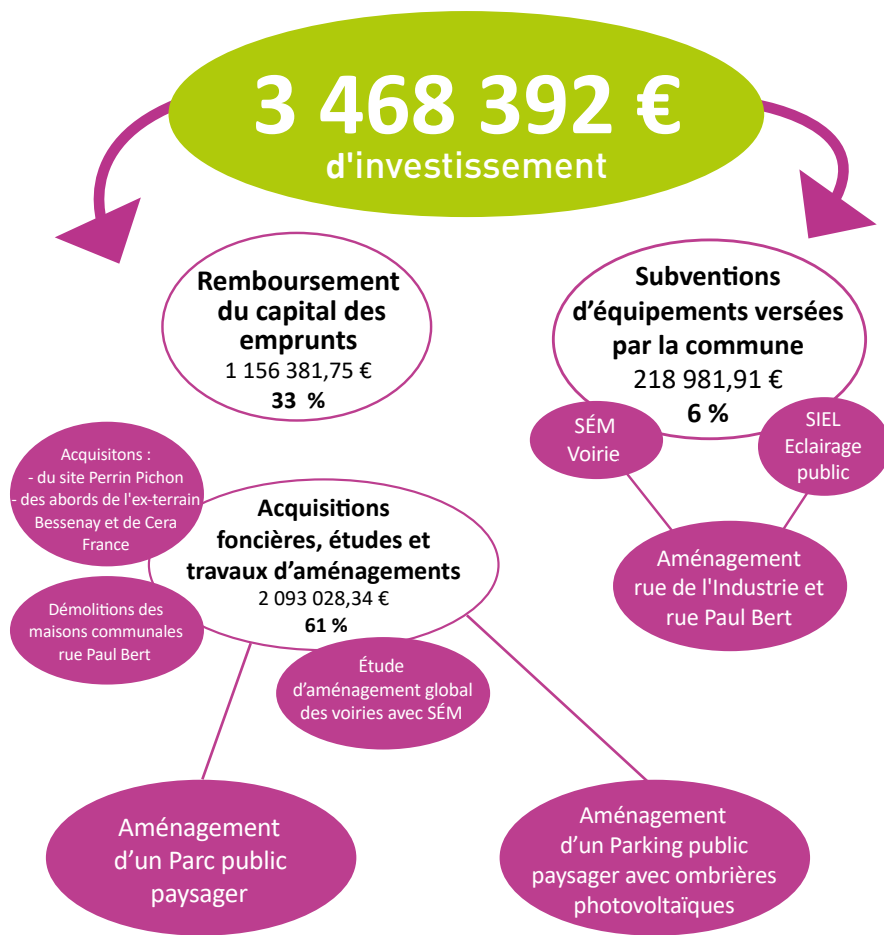 3 468 392 €
d'investissement
Remboursement
du capital des
emprunts
1 156 381,75 €
33 %
Subventions
d'équipements versées
par la commune
218 981,91 €
6 %
SÉM
Voirie
SIEL
Eclairage
public
Aménagement
rue de l'Industrie et
rue Paul Bert
Acquisitons :
- du site Perrin Pichon
- des abords de l'ex-terrain
Bessenay et de Cera
France
Acquisitions
foncières, études et
travaux d'aménagements
2 093 028,34 €
61 %
Démolitions des
maisons communales
rue Paul Bert
Étude
d'aménagement global
des voiries avec SÉM
Aménagement
d'un Parc public
paysager
Aménagement
d'un Parking public
paysager avec ombrières
photovoltaïques